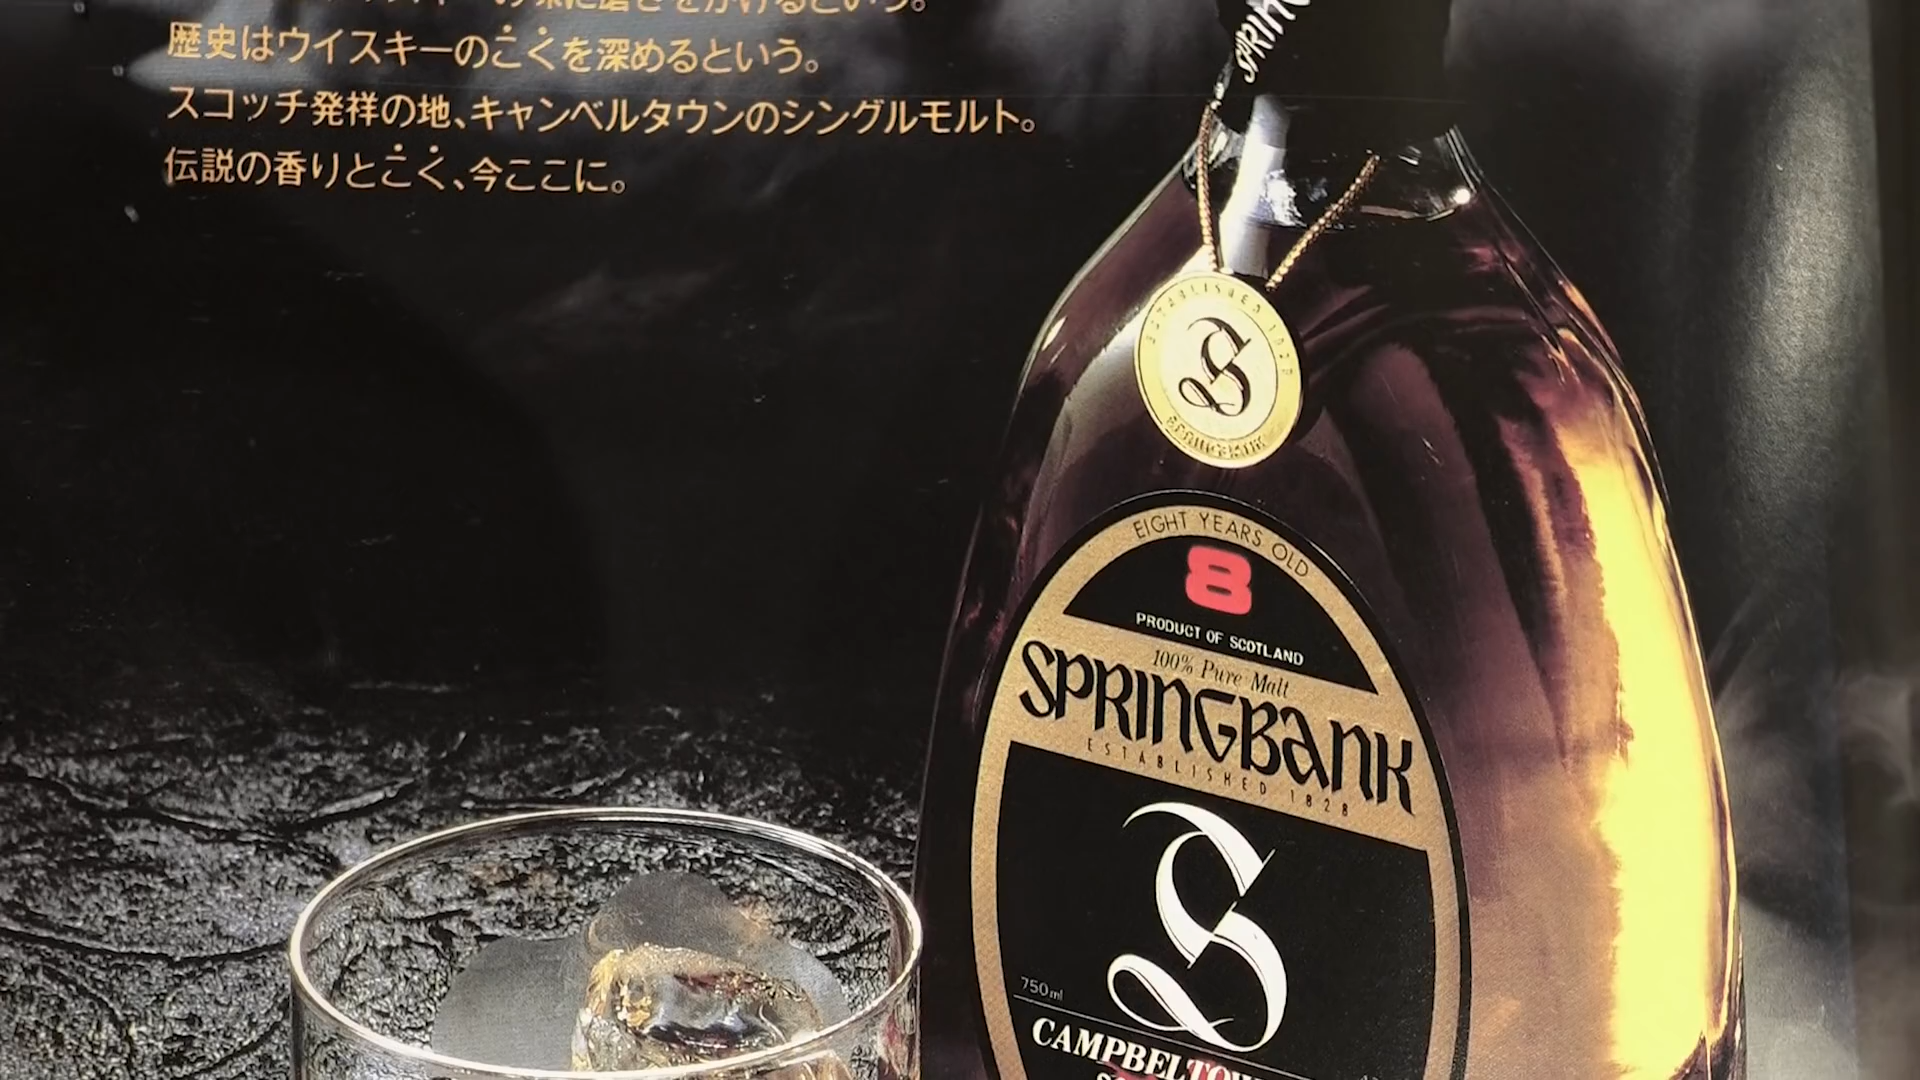 歴史はウイスキーのこくを深めるという。
スコッチ発祥の地、キャンベルタウンのシングルモルト。
伝説の香りとこく、今ここに。
S
EIGHT YEARS OLD
8
PRODUCT OF SCOTLAND
100% Pure Malt
SPRINGBANK
ESTABLISHED 1828
S
750ml